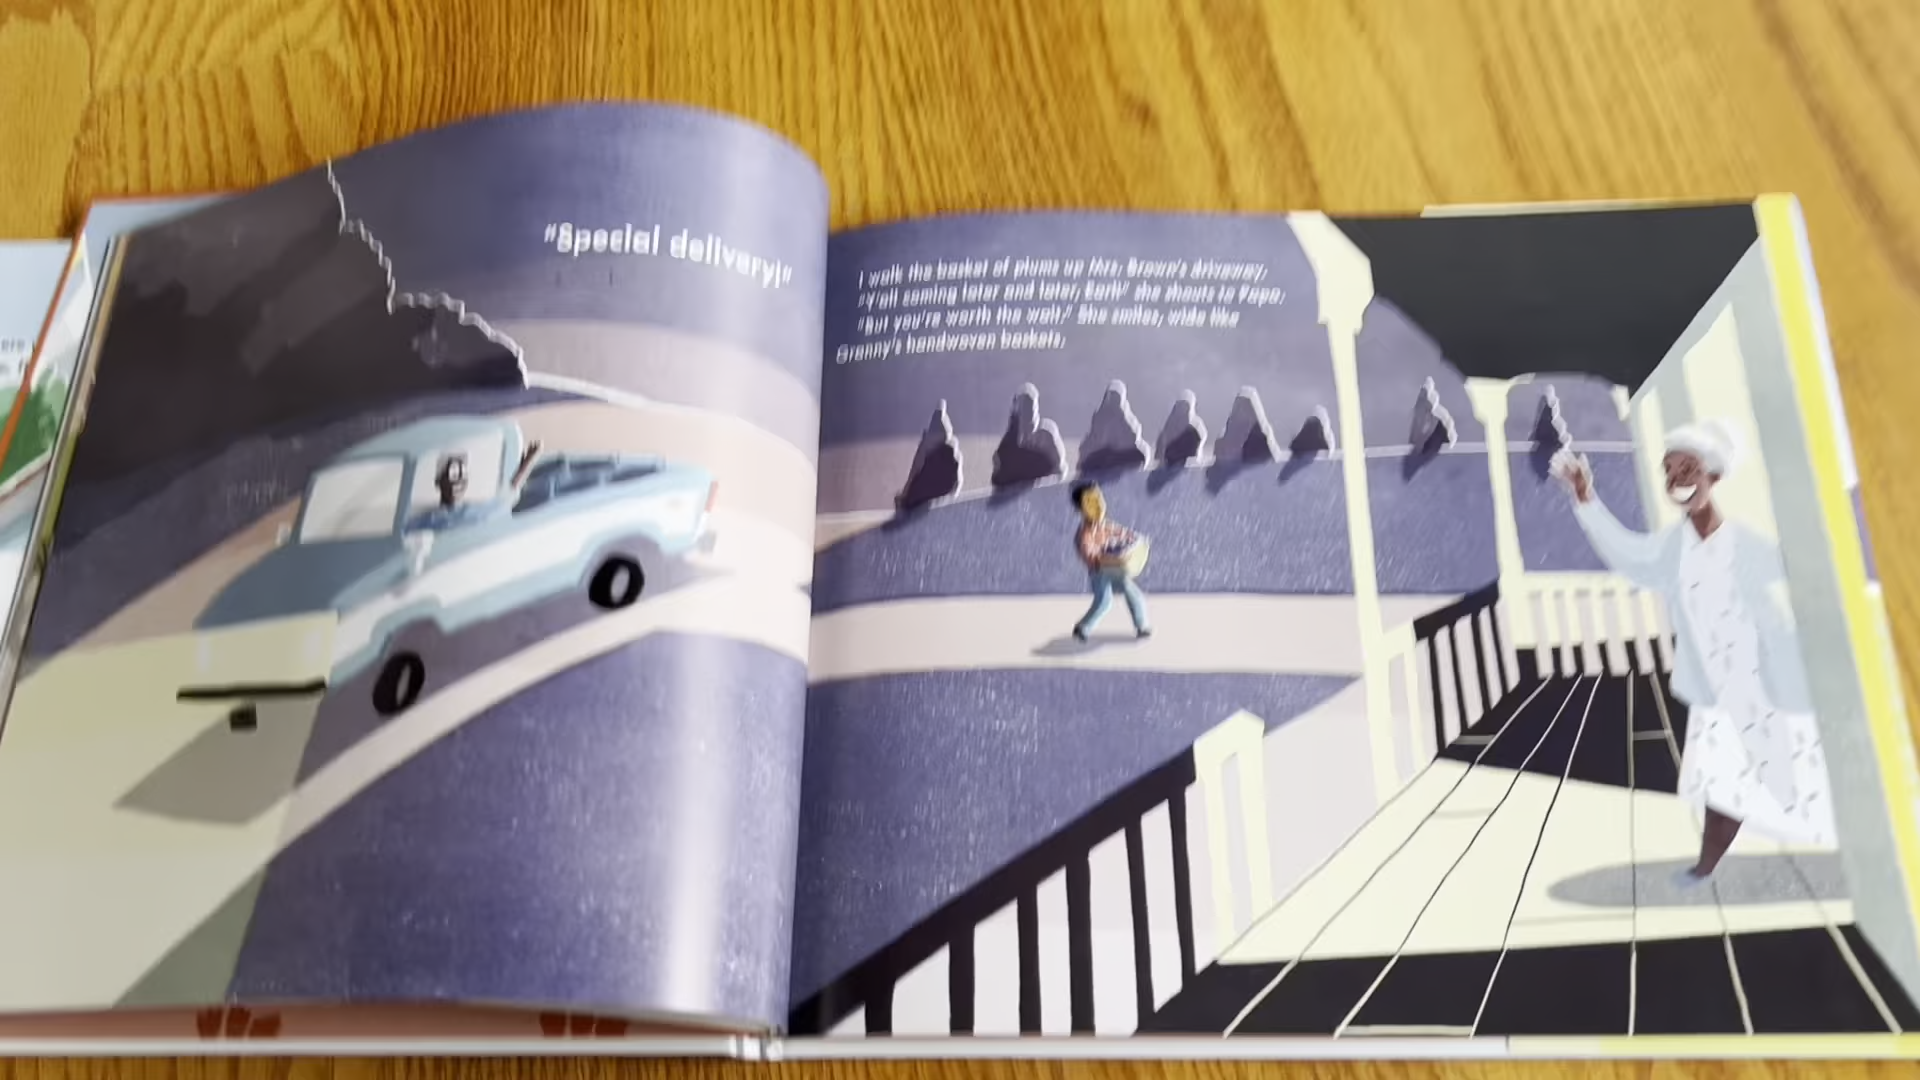 "Special delivery!"
I walk the basket of plums up Mrs. Brown's driveway.
"Y'all coming later and later, Earl!" she shouts to Papa.
"But you're worth the wait." She smiles, wide like
Granny's handwoven baskets.